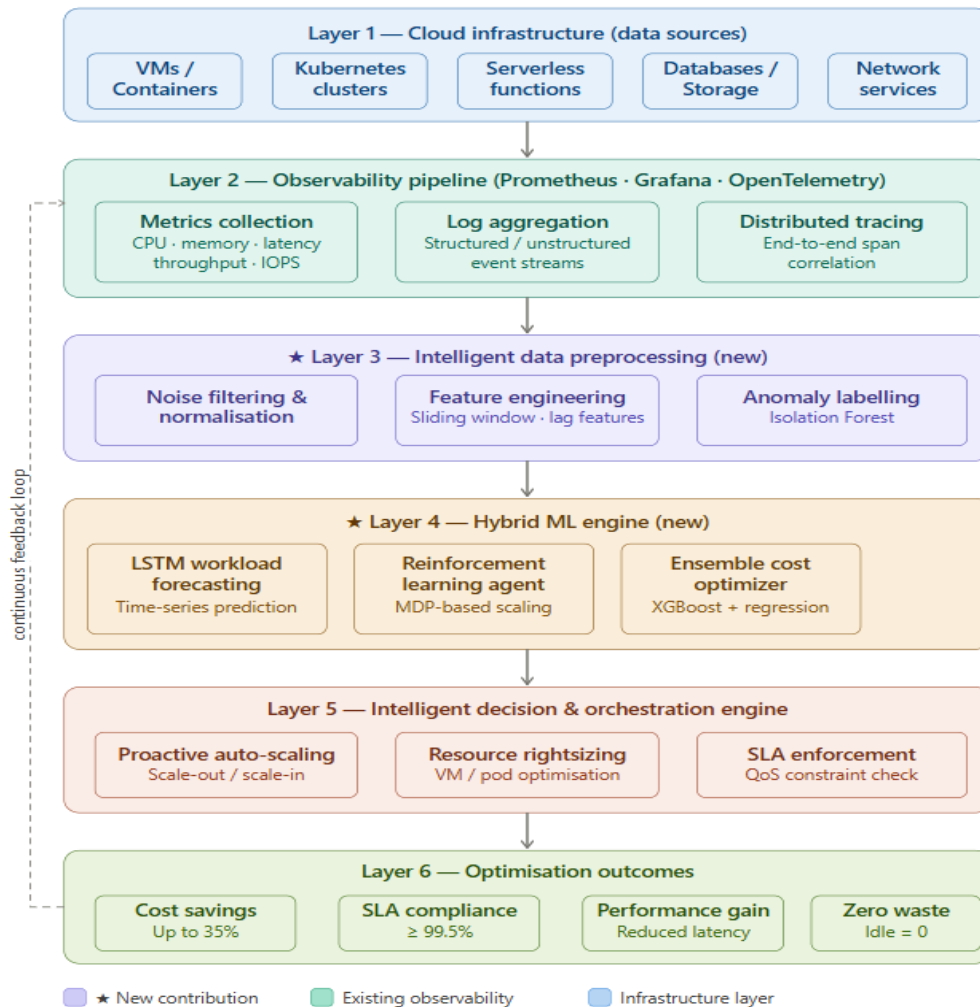 Layer 1 — Cloud infrastructure (data sources)
VMs /
Containers
Kubernetes
clusters
Serverless
functions
Databases /
Storage
Network
services
Layer 2 — Observability pipeline (Prometheus · Grafana · OpenTelemetry)
Metrics collection
CPU · memory · latency
throughput · IOPS
Log aggregation
Structured / unstructured
event streams
Distributed tracing
End-to-end span
correlation
★ Layer 3 — Intelligent data preprocessing (new)
Noise filtering &
normalisation
Feature engineering
Sliding window · lag features
Anomaly labelling
Isolation Forest
★ Layer 4 — Hybrid ML engine (new)
LSTM workload
forecasting
Time-series prediction
Reinforcement
learning agent
MDP-based scaling
Ensemble cost
optimizer
XGBoost + regression
Layer 5 — Intelligent decision & orchestration engine
Proactive auto-scaling
Scale-out / scale-in
Resource rightsizing
VM / pod optimisation
SLA enforcement
QoS constraint check
Layer 6 — Optimisation outcomes
Cost savings
Up to 35%
SLA compliance
≥ 99.5%
Performance gain
Reduced latency
Zero waste
Idle = 0
continuous feedback loop
★ New contribution
Existing observability
Infrastructure layer